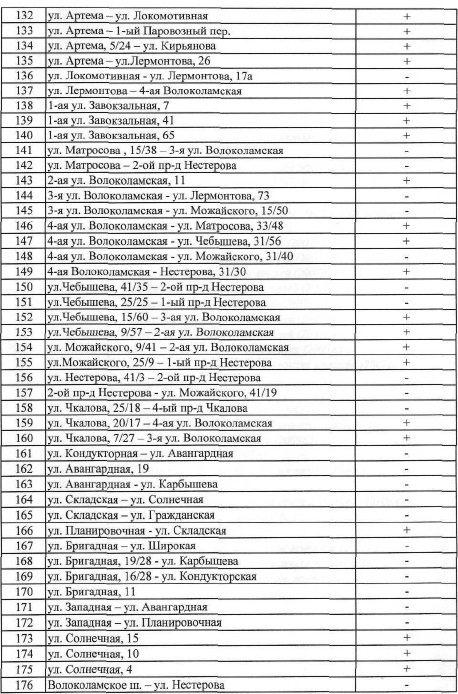 132 ул. Артема – ул. Локомотивная +
133 ул. Артема – 1-ый Паровозный пер. +
134 ул. Артема, 5/24 – ул. Кирьянова +
135 ул. Артема – ул.Лермонтова, 26 +
136 ул. Локомотивная - ул. Лермонтова, 17а -
137 ул. Лермонтова – 4-ая Волоколамская +
138 1-ая ул. Завокзальная, 7 +
139 1-ая ул. Завокзальная, 41 +
140 1-ая ул. Завокзальная, 65 +
141 ул. Матросова , 15/38 – 3-я ул. Волоколамская -
142 ул. Матросова – 2-ой пр-д Нестерова -
143 2-ая ул. Волоколамская, 11 +
144 3-я ул. Волоколамская - ул. Лермонтова, 73 -
145 3-я ул. Волоколамская - ул. Можайского, 15/50 -
146 4-ая ул. Волоколамская - ул. Матросова, 33/48 +
147 4-ая ул. Волоколамская - ул. Чебышева, 31/56 +
148 4-ая ул. Волоколамская - ул. Можайского, 31/40 -
149 4-ая Волоколамская - Нестерова, 31/30 +
150 ул.Чебышева, 41/35 – 2-ой пр-д Нестерова -
151 ул.Чебышева, 25/25 – 1-ый пр-д Нестерова -
152 ул.Чебышева, 15/60 – 3-ая ул. Волоколамская +
153 ул.Чебышева, 9/57 – 2-ая ул. Волоколамская +
154 ул. Можайского, 9/41 – 2-ая ул. Волоколамская +
155 ул.Можайского, 25/9 – 1-ый пр-д Нестерова +
156 ул. Нестерова, 41/3 – 2-ой пр-д Нестерова -
157 2-ой пр-д Нестерова - ул. Можайского, 41/19 -
158 ул. Чкалова, 25/18 – 4-ый пр-д Чкалова -
159 ул. Чкалова, 20/17 – 4-ая ул. Волоколамская +
160 ул. Чкалова, 7/27 – 3-я ул. Волоколамская +
161 ул. Кондукторная – ул. Авангардная -
162 ул. Авангардная, 19 -
163 ул. Авангардная - ул. Карбышева -
164 ул. Складская – ул. Солнечная -
165 ул. Складская – ул. Гражданская -
166 ул. Планировочная - ул. Складская +
167 ул. Бригадная – ул. Широкая -
168 ул. Бригадная, 19/28 - ул. Карбышева -
169 ул. Бригадная, 16/28 - ул. Кондукторская -
170 ул. Бригадная, 11 -
171 ул. Западная – ул. Авангардная -
172 ул. Западная – ул. Планировочная -
173 ул. Солнечная, 15 +
174 ул. Солнечная, 10 +
175 ул. Солнечная, 4 +
176 Волоколамское ш. – ул. Нестерова -